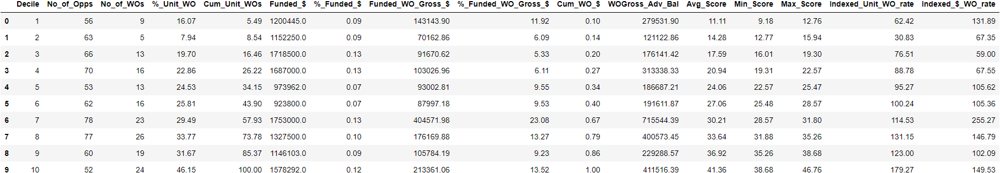 Decile No_of_Opps No_of_WOs %_Unit_WO Cum_Unit_WOs Funded_$ %_Funded_$ Funded_WO_Gross_$ %_Funded_WO_Gross_$ Cum_WO_$ WOGross_Adv_Bal Avg_Score Min_Score Max_Score Indexed_Unit_WO_rate Indexed_$_WO_rate
0 1 56 9 16.07 5.49 1200445.0 0.09 143143.90 11.92 0.10 279531.90 11.11 9.18 12.76 62.42 131.89
1 2 63 5 7.94 8.54 1152250.0 0.09 70162.86 6.09 0.14 121122.86 14.28 12.77 15.94 30.83 67.35
2 3 66 13 19.70 16.46 1718500.0 0.13 91670.62 5.33 0.20 176141.42 17.59 16.01 19.30 76.51 59.00
3 4 70 16 22.86 26.22 1687000.0 0.13 103026.96 6.11 0.27 313338.33 20.94 19.31 22.57 88.78 67.55
4 5 53 13 24.53 34.15 973962.0 0.07 93002.81 9.55 0.34 186687.21 24.06 22.57 25.47 95.27 105.62
5 6 62 16 25.81 43.90 923800.0 0.07 87997.18 9.53 0.40 191611.87 27.06 25.48 28.57 100.24 105.36
6 7 78 23 29.49 57.93 1753000.0 0.13 404571.98 23.08 0.67 715544.39 30.21 28.57 31.80 114.53 255.27
7 8 77 26 33.77 73.78 1327500.0 0.10 176169.88 13.27 0.79 400573.45 33.64 31.88 35.26 131.15 146.79
8 9 60 19 31.67 85.37 1146103.0 0.09 105784.19 9.23 0.86 229288.57 36.92 35.26 38.68 123.00 102.09
9 10 52 24 46.15 100.00 1578292.0 0.12 213361.06 13.52 1.00 411516.39 41.36 38.68 46.76 179.27 149.53